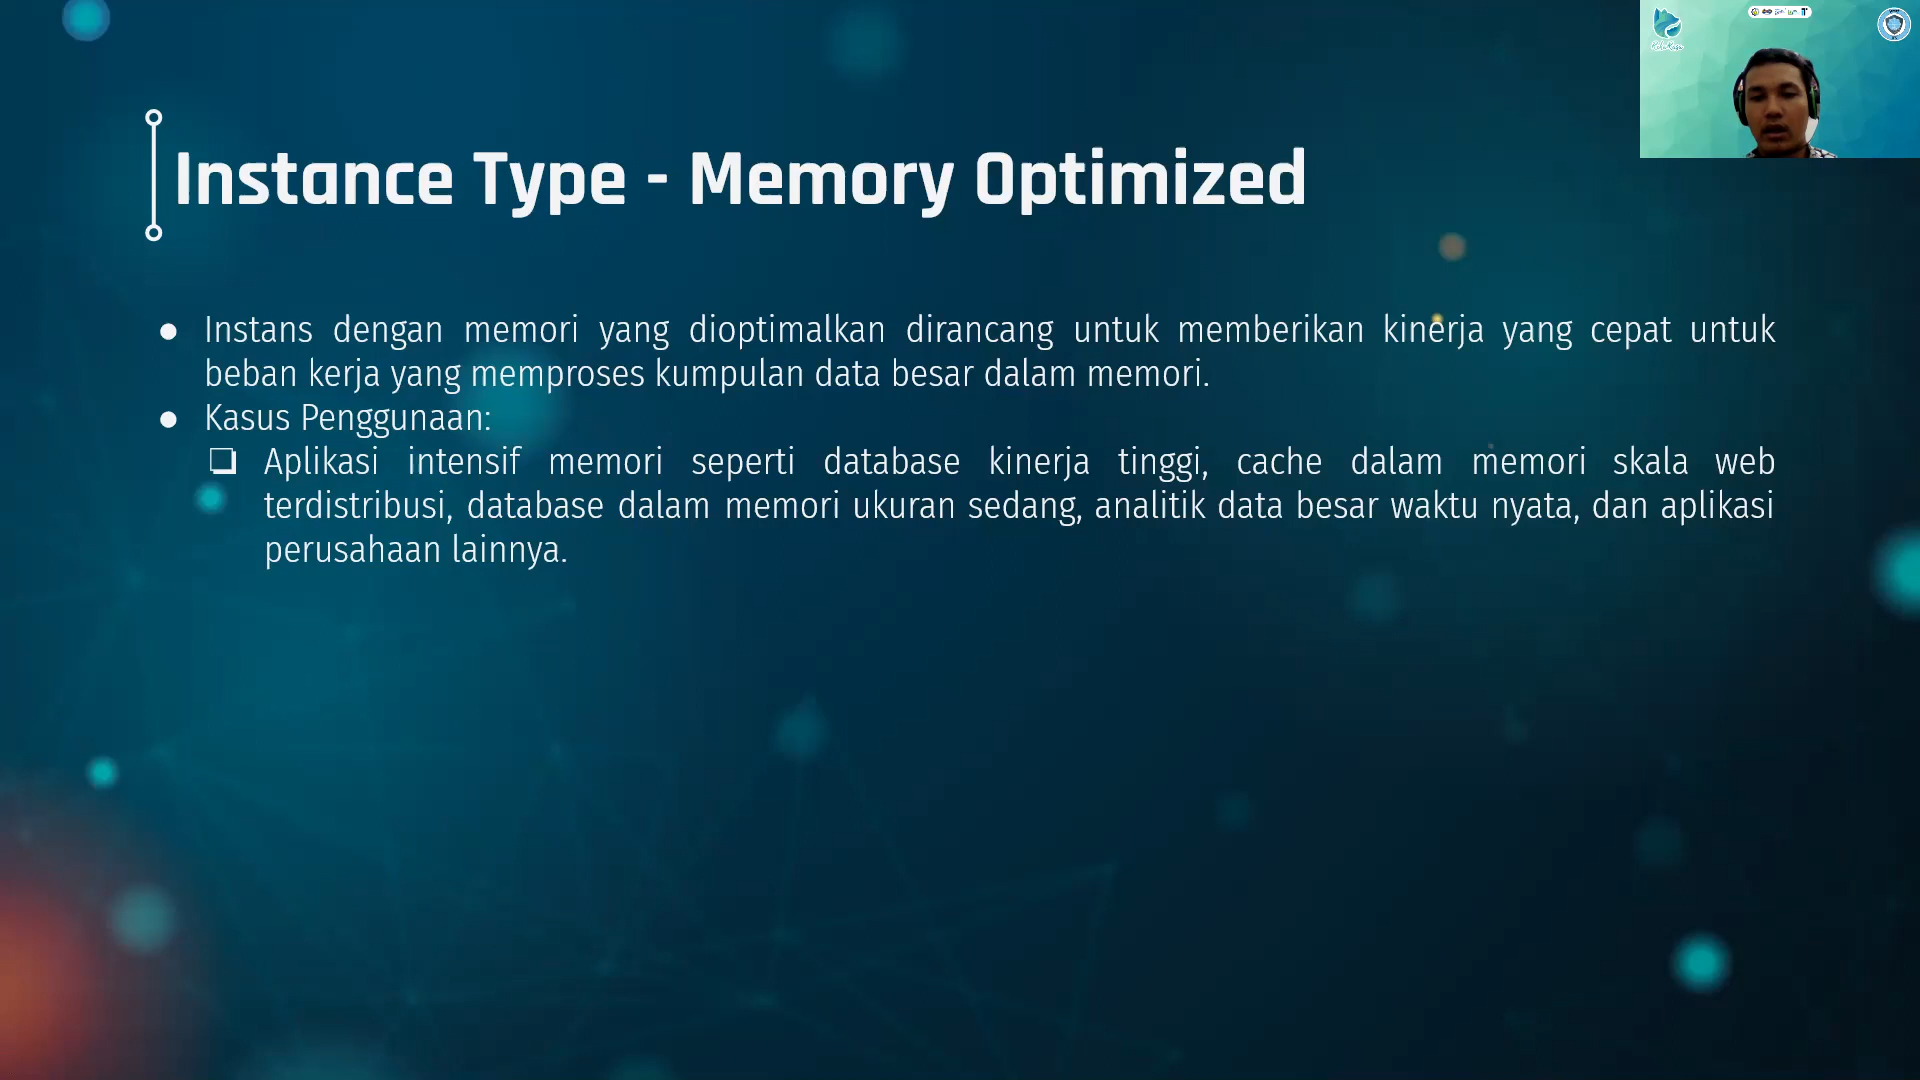 Instance Type - Memory Optimized
● Instans dengan memori yang dioptimalkan dirancang untuk memberikan kinerja yang cepat untuk
beban kerja yang memproses kumpulan data besar dalam memori.
● Kasus Penggunaan:
❏ Aplikasi intensif memori seperti database kinerja tinggi, cache dalam memori skala web
terdistribusi, database dalam memori ukuran sedang, analitik data besar waktu nyata, dan aplikasi
perusahaan lainnya.